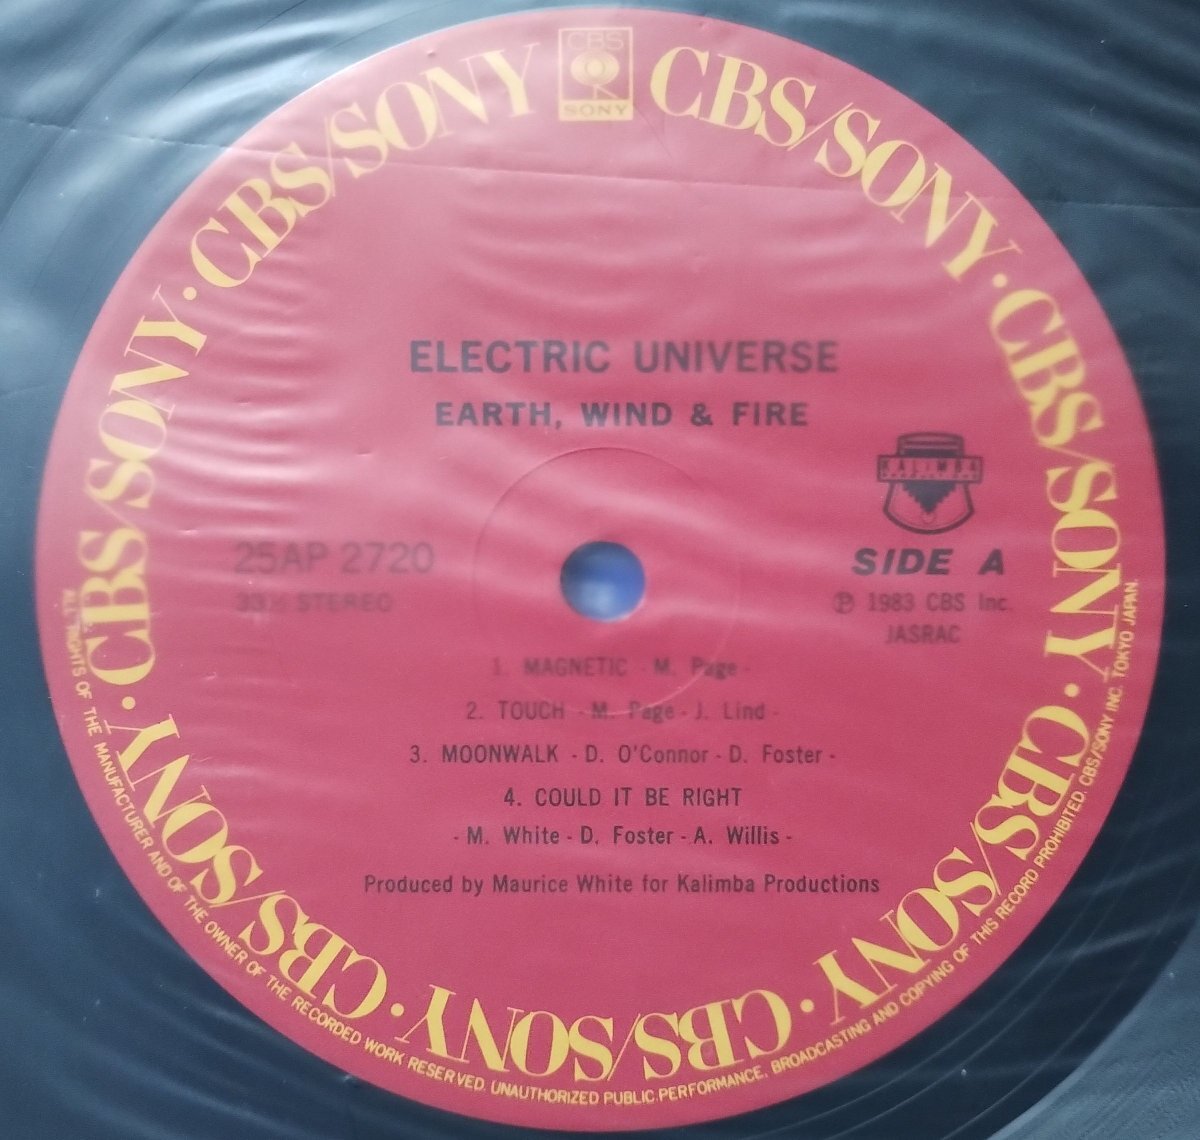 CBS
SONY
CBS/SONY · CBS/SONY · CBS/SONY · CBS/SONY · CBS/SONY · CBS/SONY · CBS/SONY · CBS/SONY
ELECTRIC UNIVERSE
EARTH, WIND & FIRE
KALIMBA
25AP 2720
SIDE A
33⅓ STEREO
℗ 1983 CBS Inc.
JASRAC
1. MAGNETIC - M. Page -
2. TOUCH - M. Page - J. Lind -
3. MOONWALK - D. O'Connor - D. Foster -
4. COULD IT BE RIGHT
- M. White - D. Foster - A. Willis -
Produced by Maurice White for Kalimba Productions
ALL RIGHTS OF THE MANUFACTURER AND OF THE OWNER OF THE RECORDED WORK RESERVED. UNAUTHORIZED PUBLIC PERFORMANCE, BROADCASTING AND COPYING OF THIS RECORD PROHIBITED. CBS/SONY INC. TOKYO JAPAN.